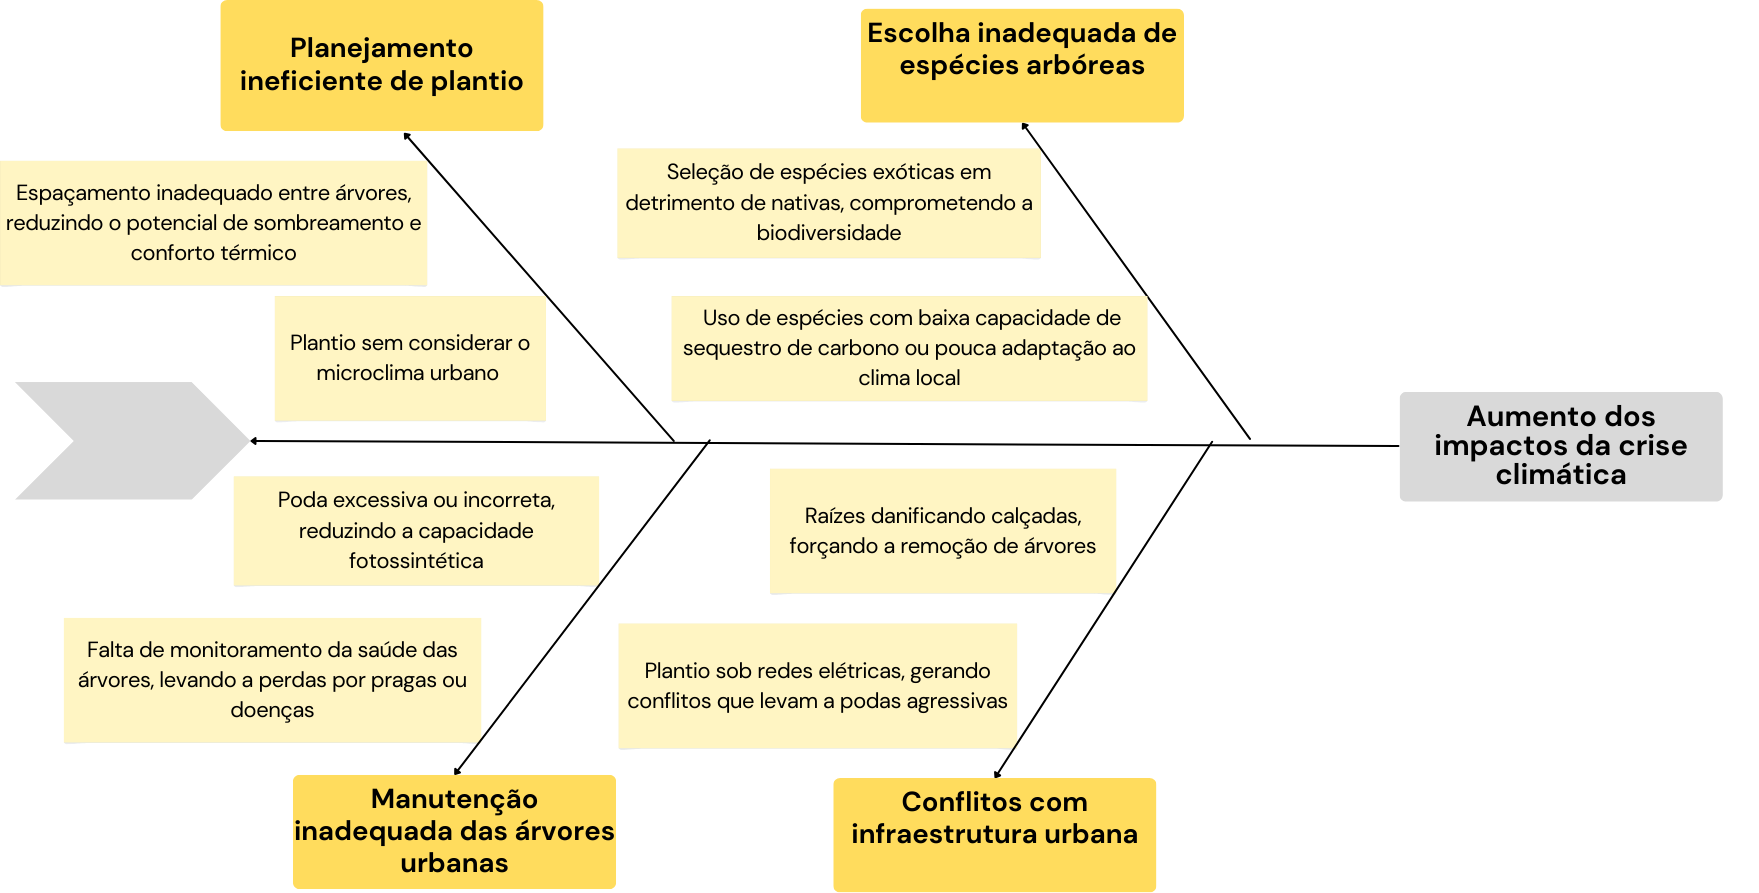 Planejamento
ineficiente de plantio
Escolha inadequada de
espécies arbóreas
Espaçamento inadequado entre árvores,
reduzindo o potencial de sombreamento e
conforto térmico
Seleção de espécies exóticas em
detrimento de nativas, comprometendo a
biodiversidade
Plantio sem considerar o
microclima urbano
Uso de espécies com baixa capacidade de
sequestro de carbono ou pouca adaptação ao
clima local
Aumento dos
impactos da crise
climática
Poda excessiva ou incorreta,
reduzindo a capacidade
fotossintética
Raízes danificando calçadas,
forçando a remoção de árvores
Falta de monitoramento da saúde das
árvores, levando a perdas por pragas ou
doenças
Plantio sob redes elétricas, gerando
conflitos que levam a podas agressivas
Manutenção
inadequada das árvores
urbanas
Conflitos com
infraestrutura urbana